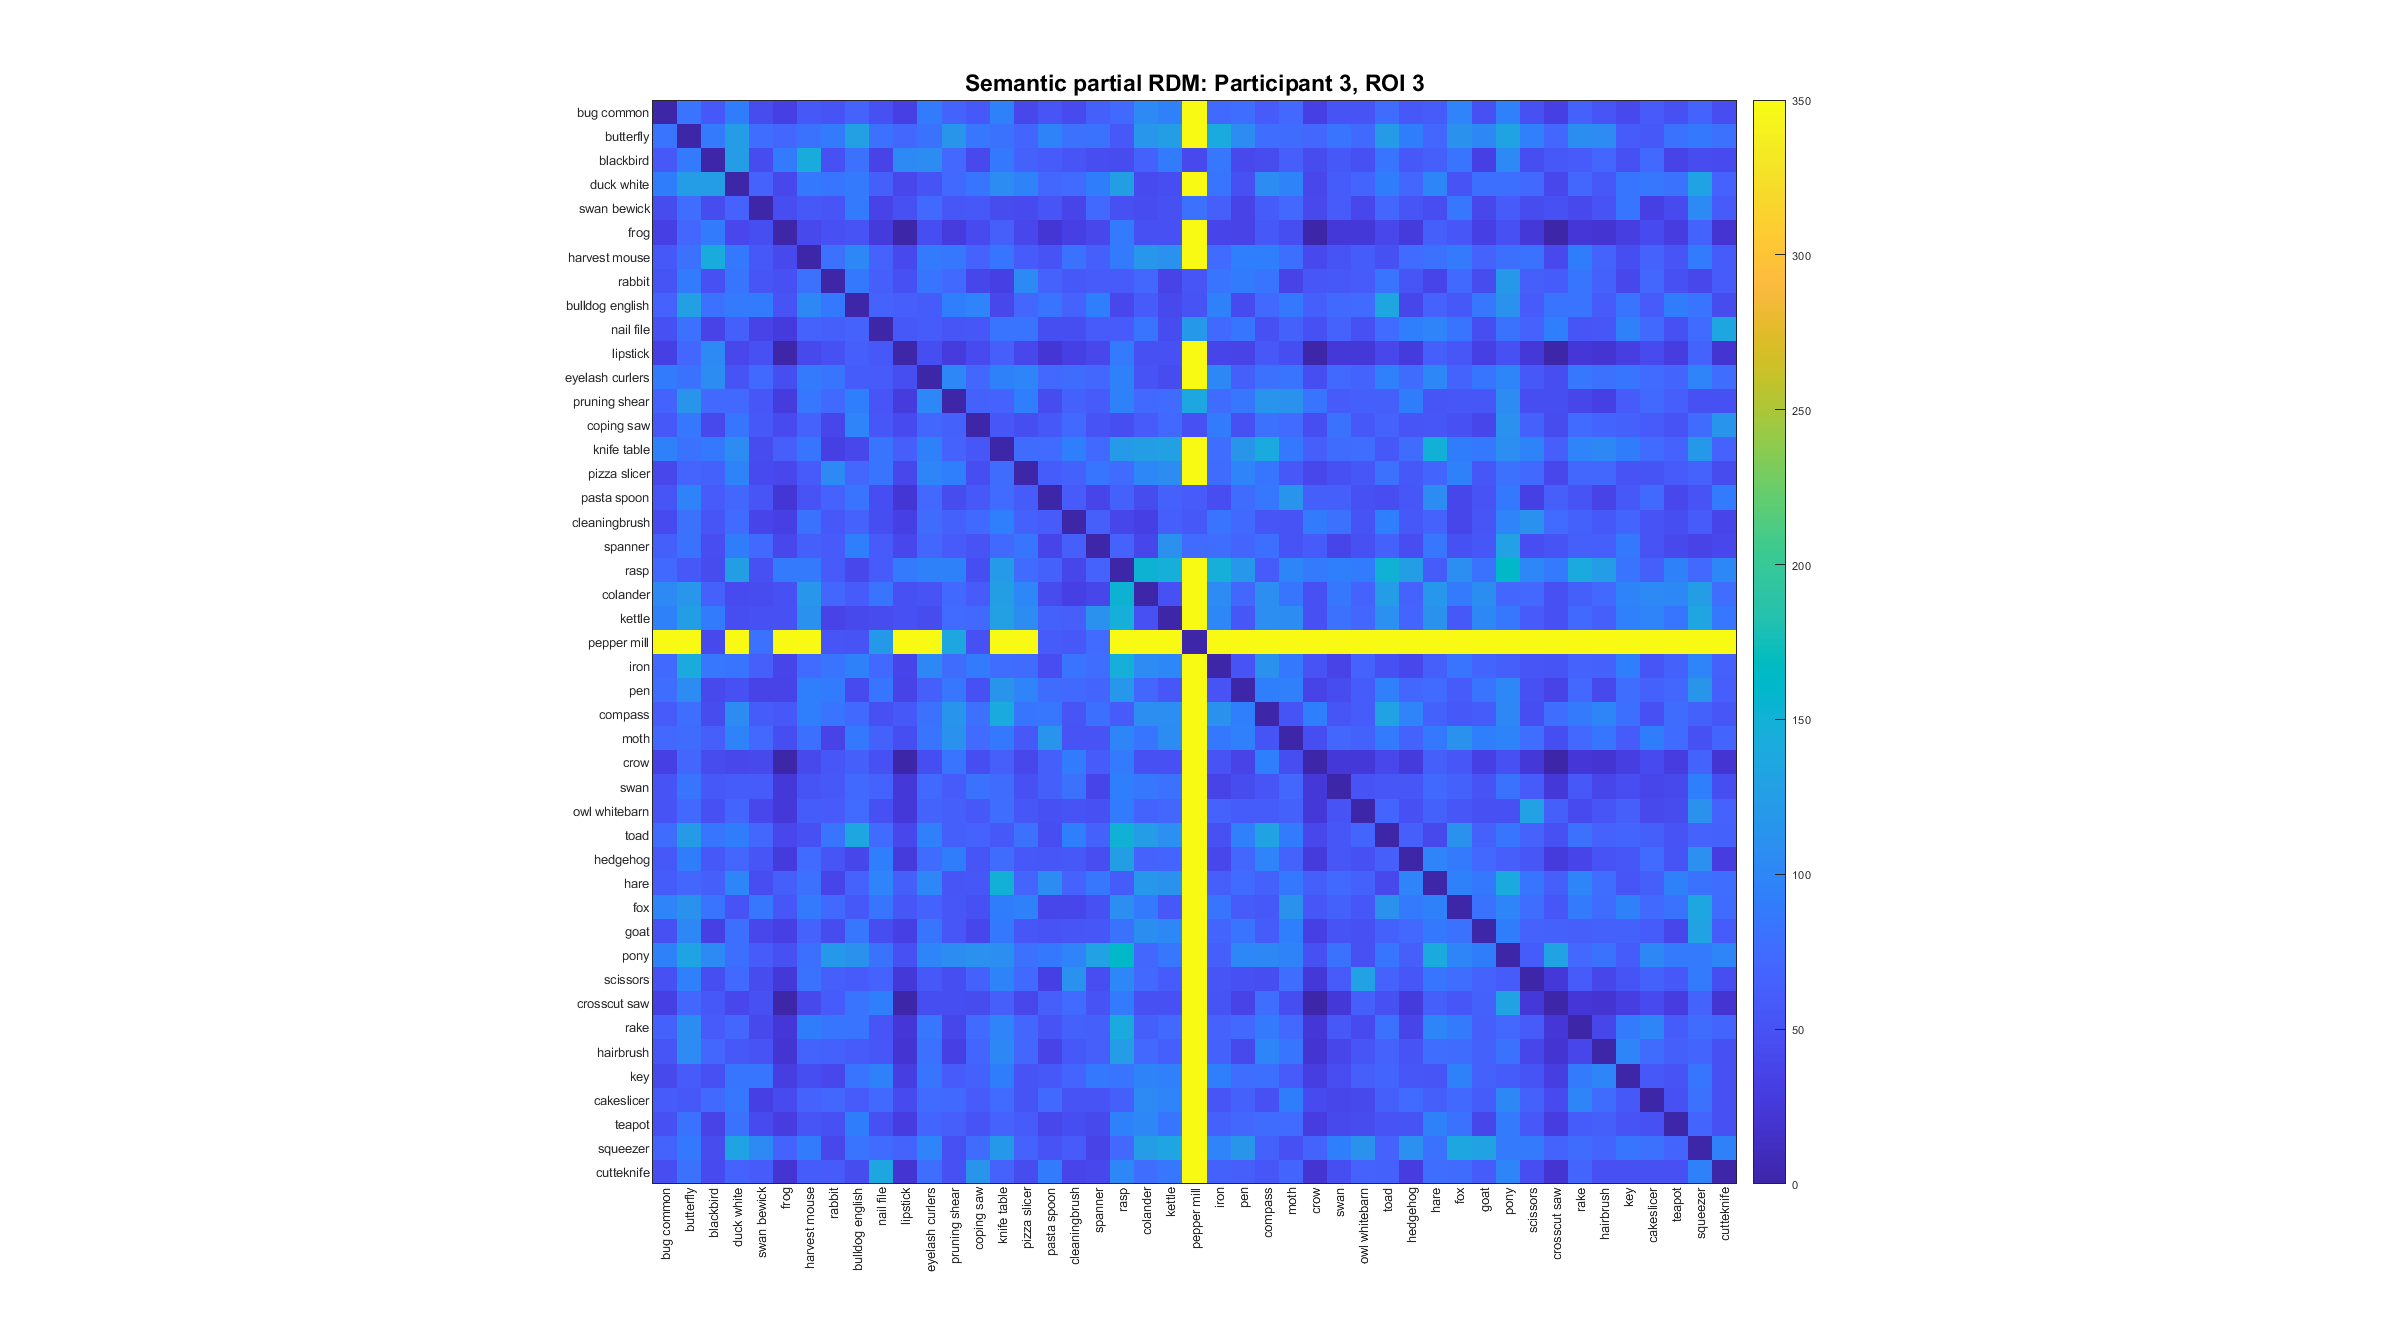 Semantic partial RDM: Participant 3, ROI 3
bug common
butterfly
blackbird
duck white
swan bewick
frog
harvest mouse
rabbit
bulldog english
nail file
lipstick
eyelash curlers
pruning shear
coping saw
knife table
pizza slicer
pasta spoon
cleaningbrush
spanner
rasp
colander
kettle
pepper mill
iron
pen
compass
moth
crow
swan
owl whitebarn
toad
hedgehog
hare
fox
goat
pony
scissors
crosscut saw
rake
hairbrush
key
cakeslicer
teapot
squeezer
cutteknife
350
300
250
200
150
100
50
0
bug common
butterfly
blackbird
duck white
swan bewick
frog
harvest mouse
rabbit
bulldog english
nail file
lipstick
eyelash curlers
pruning shear
coping saw
knife table
pizza slicer
pasta spoon
cleaningbrush
spanner
rasp
colander
kettle
pepper mill
iron
pen
compass
moth
crow
swan
owl whitebarn
toad
hedgehog
hare
fox
goat
pony
scissors
crosscut saw
rake
hairbrush
key
cakeslicer
teapot
squeezer
cutteknife